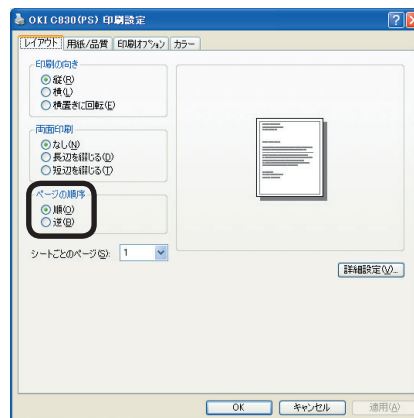 OKI C830(PS) 印刷設定
レイアウト 用紙/品質 印刷オプション カラー
印刷の向き
縦(R)
横(L)
横置きに回転(E)
両面印刷
なし(N)
長辺を綴じる(D)
短辺を綴じる(T)
ページの順序
順(O)
逆(B)
シートごとのページ(S): 1
詳細設定(V)...
OK キャンセル 適用(A)